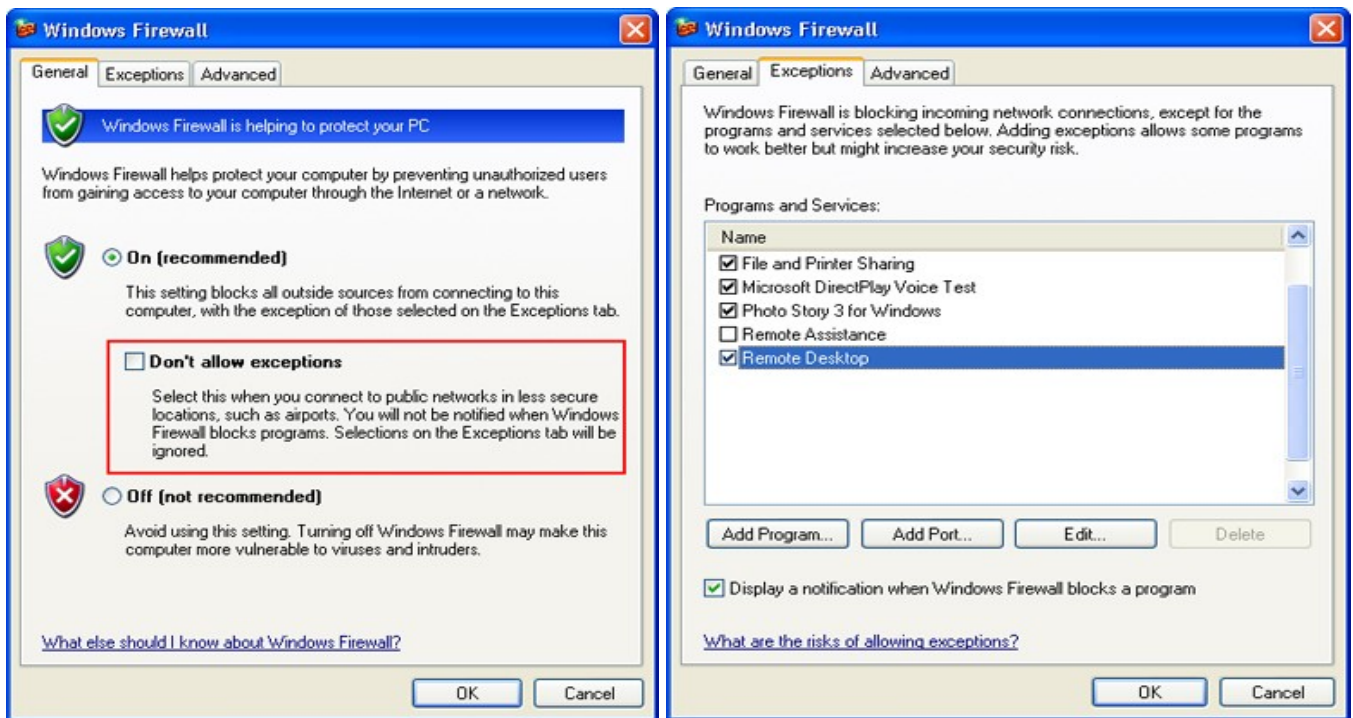 Windows Firewall
General Exceptions Advanced
Windows Firewall is helping to protect your PC
Windows Firewall helps protect your computer by preventing unauthorized users
from gaining access to your computer through the Internet or a network.
On (recommended)
This setting blocks all outside sources from connecting to this
computer, with the exception of those selected on the Exceptions tab.
Don't allow exceptions
Select this when you connect to public networks in less secure
locations, such as airports. You will not be notified when Windows
Firewall blocks programs. Selections on the Exceptions tab will be
ignored.
Off (not recommended)
Avoid using this setting. Turning off Windows Firewall may make this
computer more vulnerable to viruses and intruders.
What else should I know about Windows Firewall?
OK Cancel
Windows Firewall
General Exceptions Advanced
Windows Firewall is blocking incoming network connections, except for the
programs and services selected below. Adding exceptions allows some programs
to work better but might increase your security risk.
Programs and Services:
Name
File and Printer Sharing
Microsoft DirectPlay Voice Test
Photo Story 3 for Windows
Remote Assistance
Remote Desktop
Add Program... Add Port... Edit... Delete
Display a notification when Windows Firewall blocks a program
What are the risks of allowing exceptions?
OK Cancel